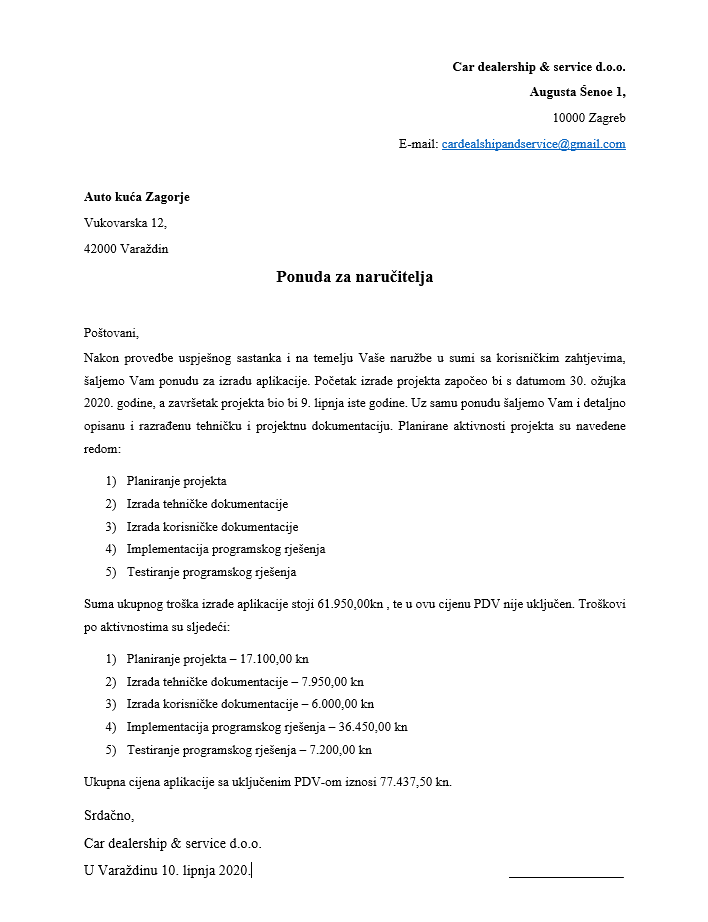 Car dealership & service d.o.o.
Augusta Šenoe 1,
10000 Zagreb
E-mail: cardealshipandservice@gmail.com
Auto kuća Zagorje
Vukovarska 12,
42000 Varaždin
Ponuda za naručitelja
Poštovani,
Nakon provedbe uspješnog sastanka i na temelju Vaše naružbe u sumi sa korisničkim zahtjevima,
šaljemo Vam ponudu za izradu aplikacije. Početak izrade projekta započeo bi s datumom 30. ožujka
2020. godine, a završetak projekta bio bi 9. lipnja iste godine. Uz samu ponudu šaljemo Vam i detaljno
opisanu i razrađenu tehničku i projektnu dokumentaciju. Planirane aktivnosti projekta su navedene
redom:
1) Planiranje projekta
2) Izrada tehničke dokumentacije
3) Izrada korisničke dokumentacije
4) Implementacija programskog rješenja
5) Testiranje programskog rješenja
Suma ukupnog troška izrade aplikacije stoji 61.950,00kn , te u ovu cijenu PDV nije uključen. Troškovi
po aktivnostima su sljedeći:
1) Planiranje projekta – 17.100,00 kn
2) Izrada tehničke dokumentacije – 7.950,00 kn
3) Izrada korisničke dokumentacije – 6.000,00 kn
4) Implementacija programskog rješenja – 36.450,00 kn
5) Testiranje programskog rješenja – 7.200,00 kn
Ukupna cijena aplikacije sa uključenim PDV-om iznosi 77.437,50 kn.
Srdačno,
Car dealership & service d.o.o.
U Varaždinu 10. lipnja 2020.